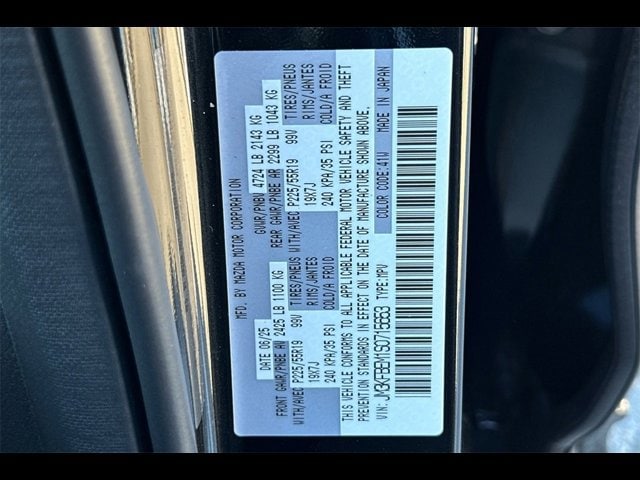 MFD. BY MAZDA MOTOR CORPORATION
DATE 06/25 GVWR/PNBV 4724 LB 2143 KG
FRONT GAWR/PNBE AV 2425 LB 1100 KG REAR GAWR/PNBE AR 2299 LB 1043 KG
WITH/AVEC P225/55R19 99V TIRES/PNEUS WITH/AVEC P225/55R19 99V TIRES/PNEUS
19X7J RIMS/JANTES 19X7J RIMS/JANTES
240 KPA/35 PSI COLD/A FROID 240 KPA/35 PSI COLD/A FROID
THIS VEHICLE CONFORMS TO ALL APPLICABLE FEDERAL MOTOR VEHICLE SAFETY AND THEFT
PREVENTION STANDARDS IN EFFECT ON THE DATE OF MANUFACTURE SHOWN ABOVE.
VIN: TYPE:MPV COLOR CODE:41W MADE IN JAPAN